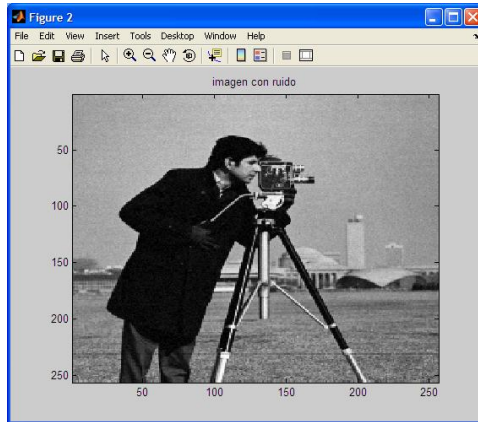 Figure 2
File Edit View Insert Tools Desktop Window Help
imagen con ruido
50
100
150
200
250
50 100 150 200 250